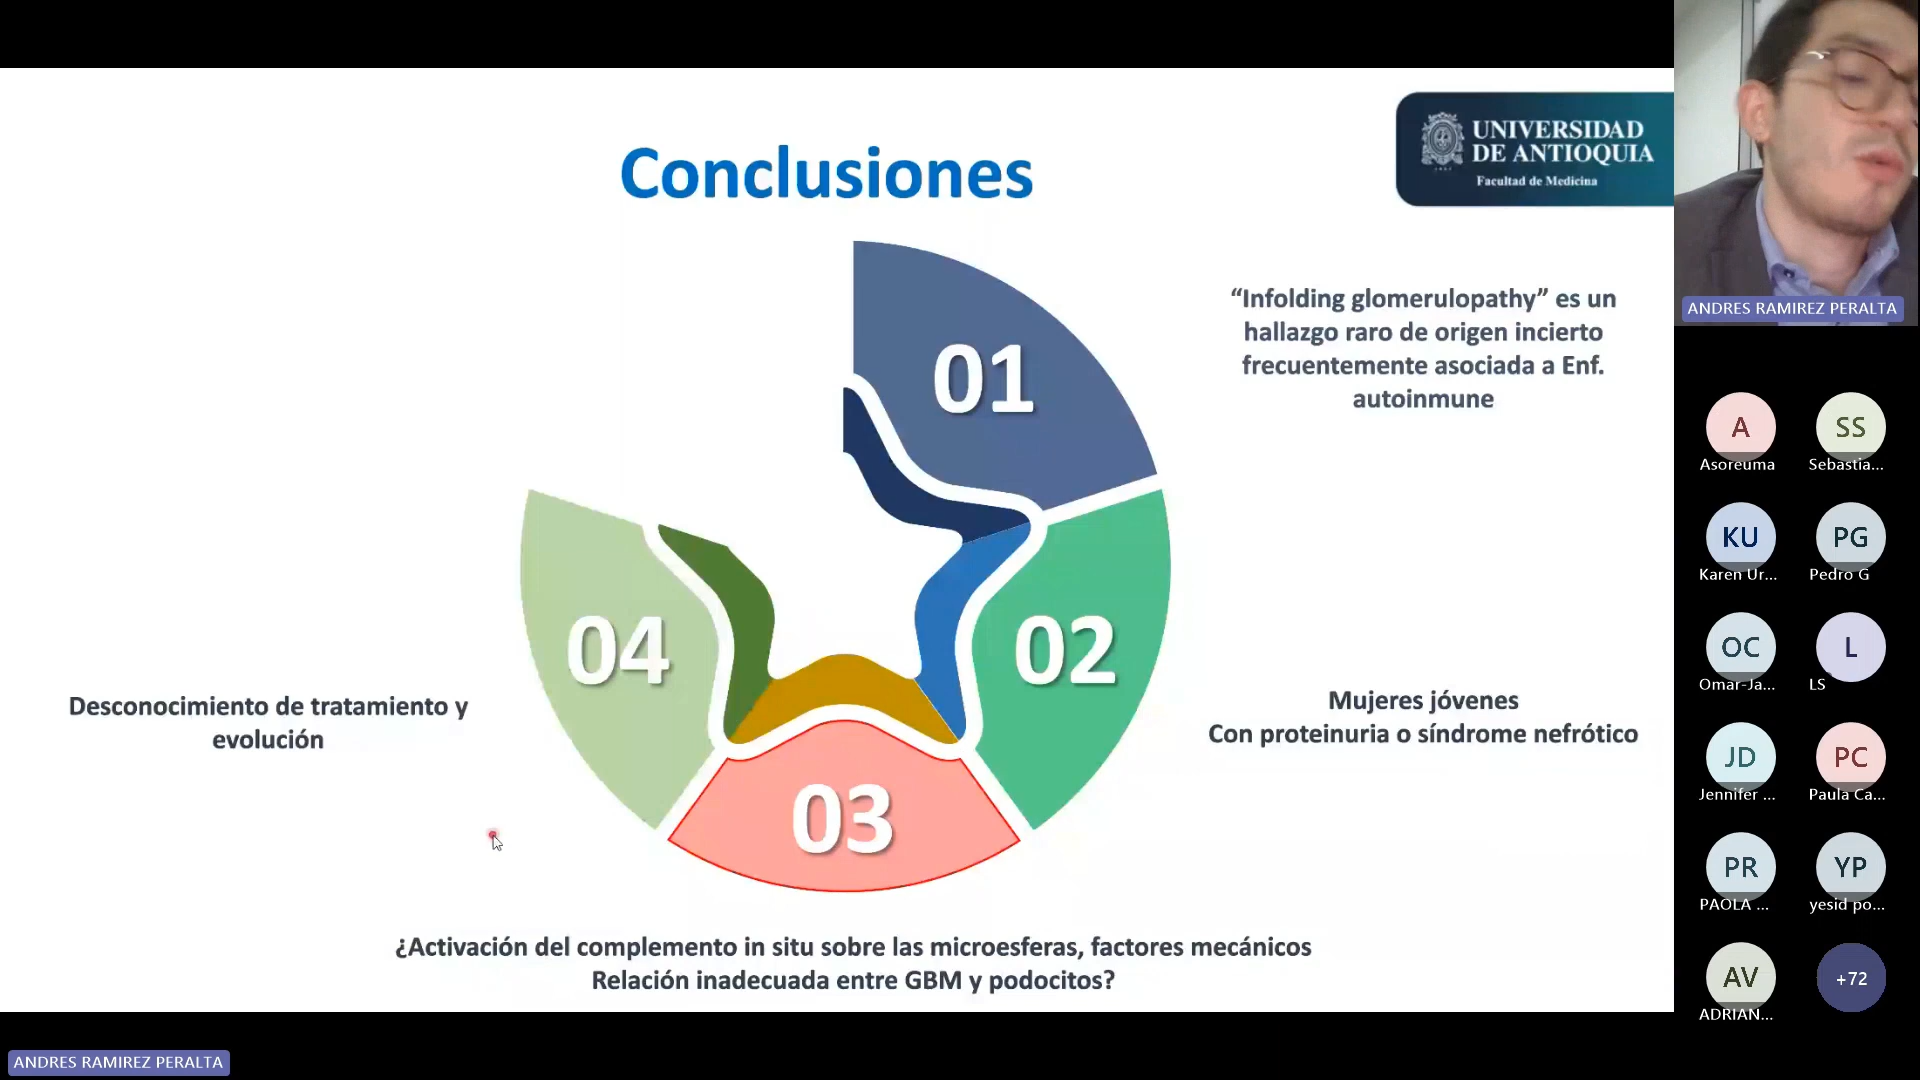 Conclusiones
UNIVERSIDAD
DE ANTIOQUIA
1803
Facultad de Medicina
01
“Infolding glomerulopathy” es un
hallazgo raro de origen incierto
frecuentemente asociada a Enf.
autoinmune
02
Mujeres jóvenes
Con proteinuria o síndrome nefrótico
03
¿Activación del complemento in situ sobre las microesferas, factores mecánicos
Relación inadecuada entre GBM y podocitos?
04
Desconocimiento de tratamiento y
evolución
ANDRES RAMIREZ PERALTA
A
Asoreuma
SS
Sebastia...
KU
Karen Ur...
PG
Pedro G
OC
Omar-Ja...
L
LS
JD
Jennifer ...
PC
Paula Ca...
PR
PAOLA ...
YP
yesid po...
AV
ADRIAN...
+72
ANDRES RAMIREZ PERALTA